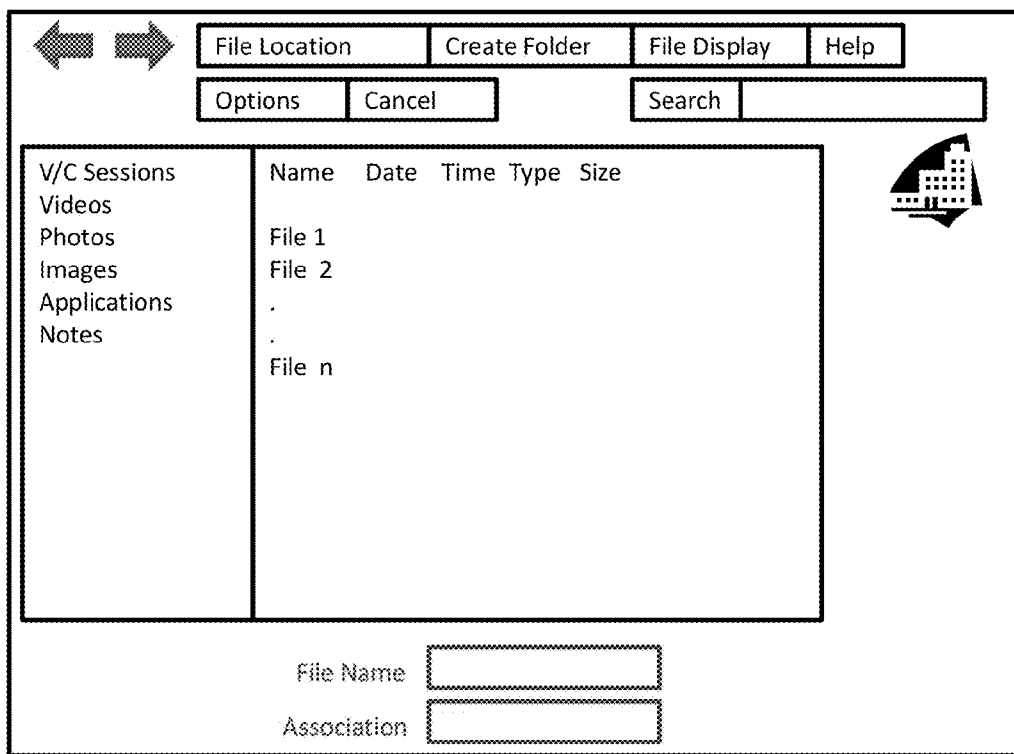 File Location Create Folder File Display Help
Options Cancel Search
V/C Sessions
Videos
Photos
Images
Applications
Notes
Name Date Time Type Size
File 1
File 2
.
.
File n
File Name
Association